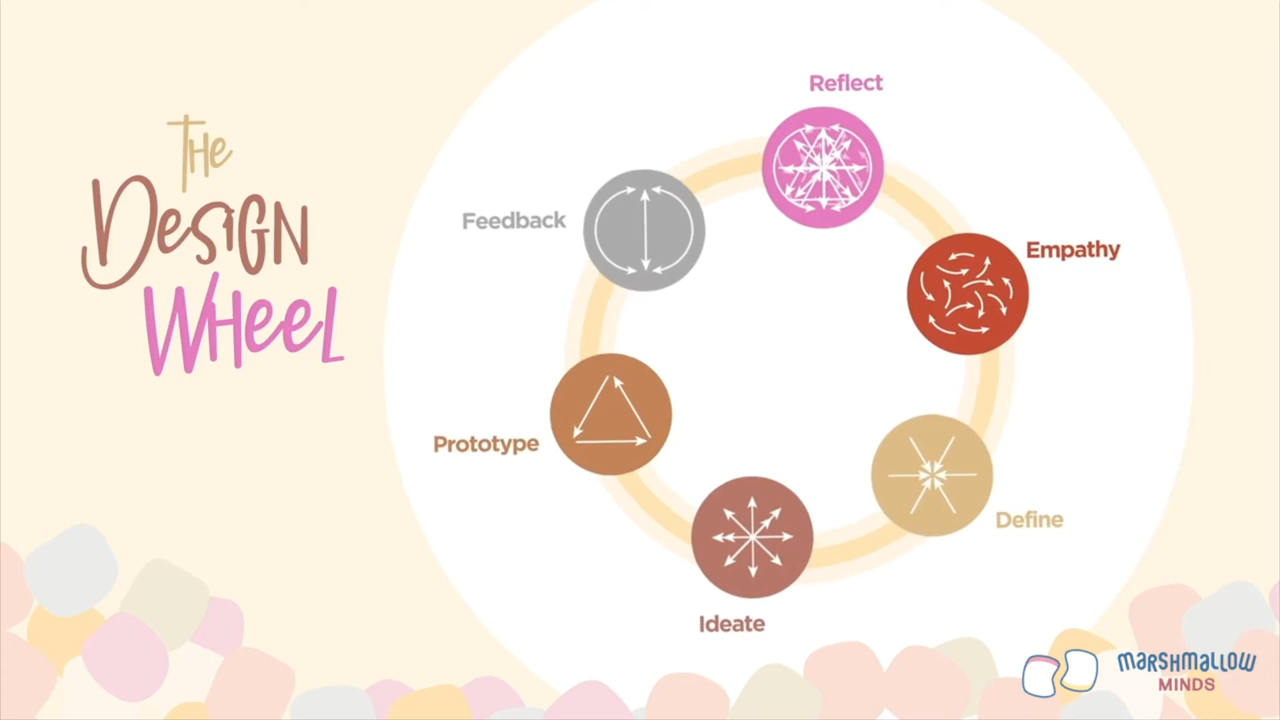 THe
DesiGN
WHeeL
Reflect
Empathy
Define
Ideate
Prototype
Feedback
maRSHmaLLOW
MINDS